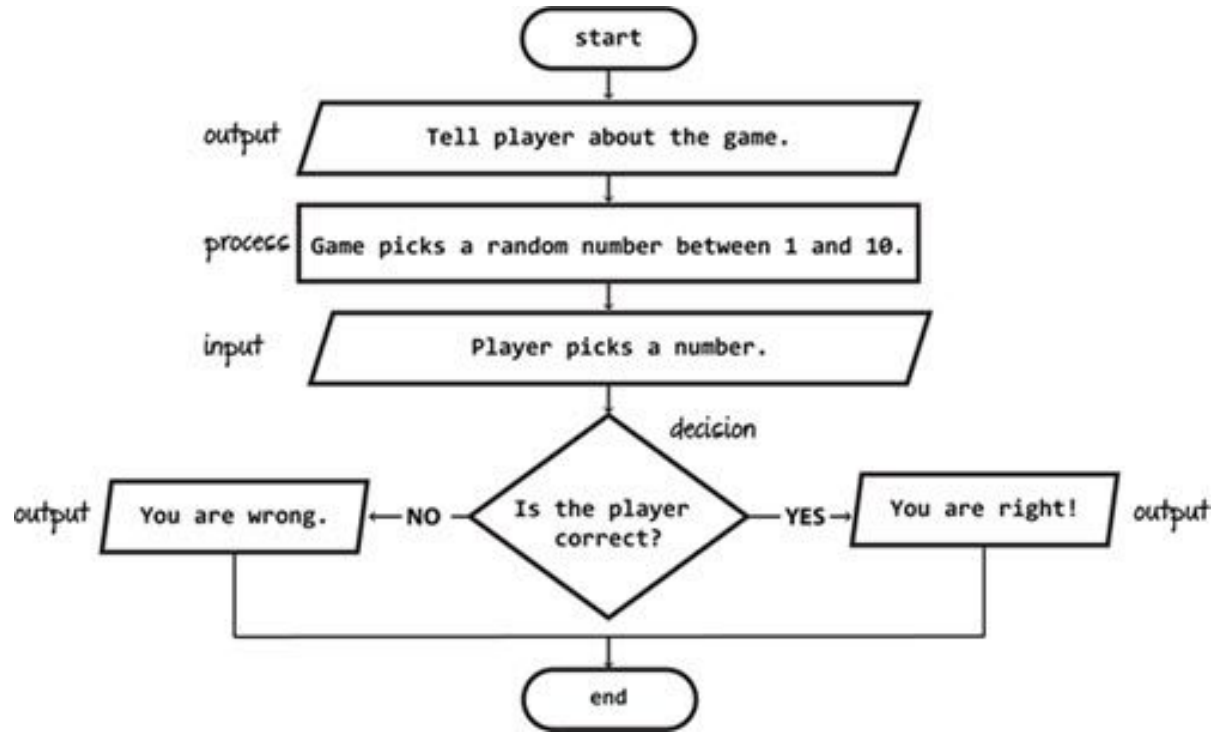 start
output
Tell player about the game.
process
Game picks a random number between 1 and 10.
input
Player picks a number.
decision
output
You are wrong.
NO
Is the player
correct?
YES
You are right!
output
end